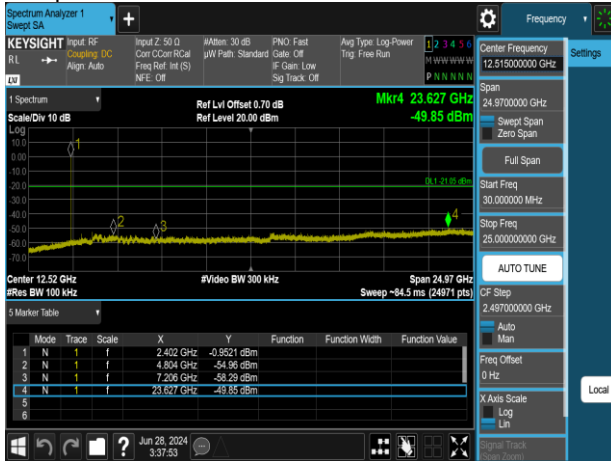 Spectrum Analyzer 1
Swept SA
Frequency
KEYSIGHT
Input: RF
Input Z: 50 Ω
#Atten: 30 dB
PNO: Fast
Avg Type: Log-Power
1 2 3 4 5 6
RL
Coupling: DC
Corr CCorr RCal
µW Path: Standard
Gate: Off
Trig: Free Run
M W W W W W
Align: Auto
Freq Ref: Int (S)
IF Gain: Low
NFE: Off
Sig Track: Off
P N N N N N
LXI
1 Spectrum
Ref Lvl Offset 0.70 dB
Mkr4 23.627 GHz
Scale/Div 10 dB
Ref Level 20.00 dBm
-49.85 dBm
Log
10.0
0.00
-10.0
-20.0
-30.0
-40.0
-50.0
-60.0
-70.0
1
2
3
4
DL1 -21.05 dBm
Center 12.52 GHz
#Video BW 300 kHz
Span 24.97 GHz
#Res BW 100 kHz
Sweep ~84.5 ms (24971 pts)
5 Marker Table
Mode Trace Scale X Y Function Function Width Function Value
1 N 1 f 2.402 GHz -0.9521 dBm
2 N 1 f 4.804 GHz -54.96 dBm
3 N 1 f 7.206 GHz -58.29 dBm
4 N 1 f 23.627 GHz -49.85 dBm
5
6
Jun 28, 2024
3:37:53
Center Frequency
12.515000000 GHz
Settings
Span
24.9700000 GHz
Swept Span
Zero Span
Full Span
Start Freq
30.000000 MHz
Stop Freq
25.000000000 GHz
AUTO TUNE
CF Step
2.497000000 GHz
Auto
Man
Freq Offset
0 Hz
Local
X Axis Scale
Log
Lin
Signal Track
(Span Zoom)